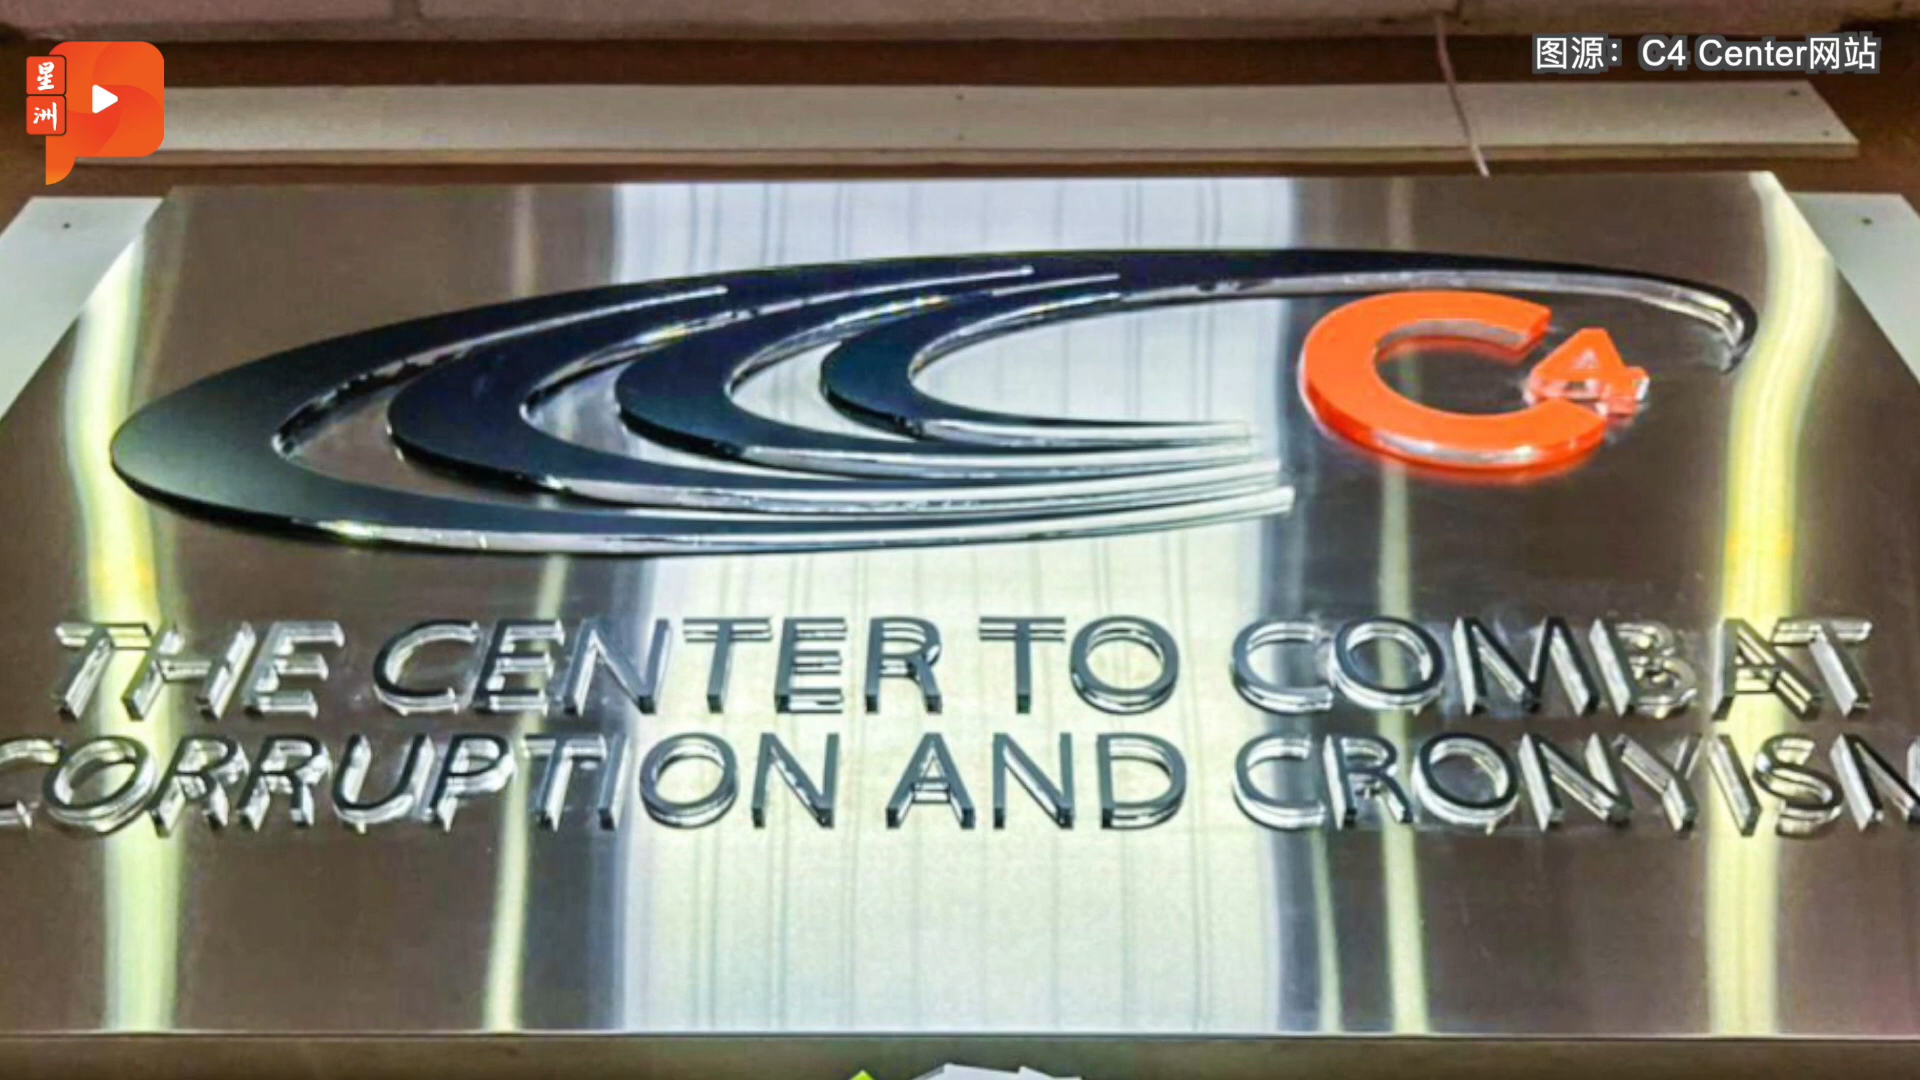 星洲
图源：C4 Center网站
C4
THE CENTER TO COMBAT
CORRUPTION AND CRONYISM